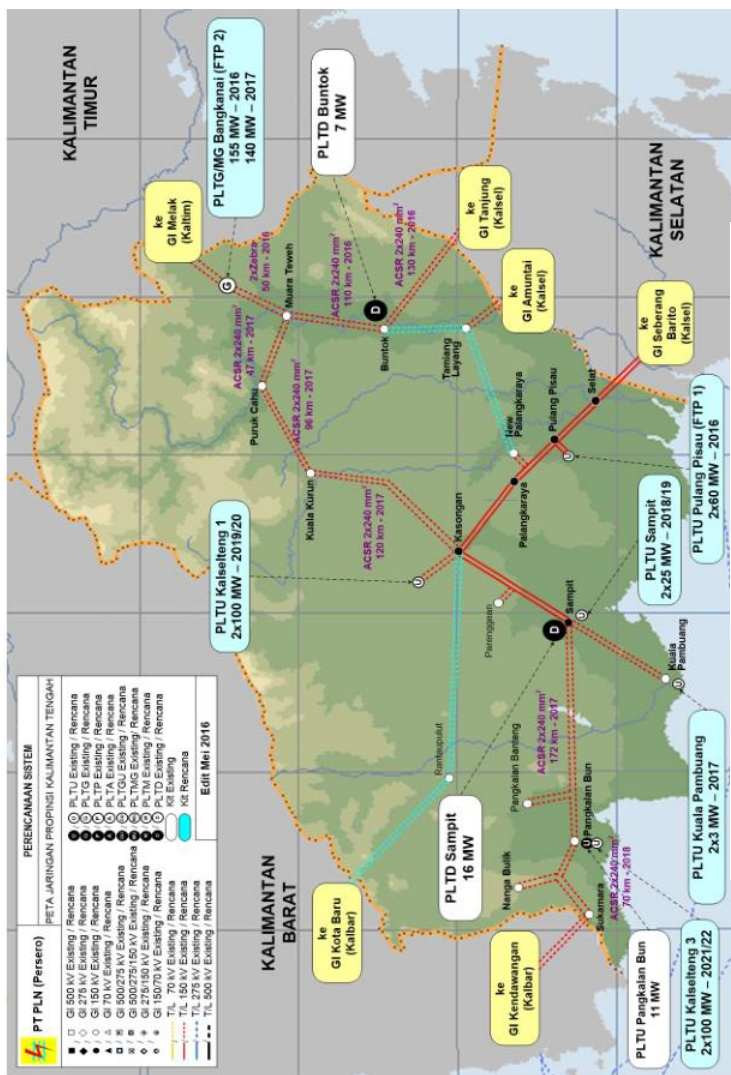 PT PLN (Persero)
PERENCANAAN SISTEM
PETA JARINGAN PROPINSI KALIMANTAN TENGAH
GI 500 kV Existing / Rencana
GI 275 kV Existing / Rencana
GI 150 kV Existing / Rencana
GI 70 kV Existing / Rencana
GI 500/275 kV Existing / Rencana
GI 500/275/150 kV Existing / Rencana
GI 275/150 kV Existing / Rencana
GI 150/70 kV Existing / Rencana
T/L 70 kV Existing / Rencana
T/L 150 kV Existing / Rencana
T/L 275 kV Existing / Rencana
T/L 500 kV Existing / Rencana
PLTU Existing / Rencana
PLTG Existing / Rencana
PLTP Existing / Rencana
PLTA Existing / Rencana
PLTGU Existing / Rencana
PLTMG Existing / Rencana
PLTM Existing / Rencana
PLTD Existing / Rencana
Kit Existing
Kit Rencana
Edit Mei 2016
KALIMANTAN
TIMUR
PLTG/MG Bangkanai (FTP 2)
155 MW – 2016
140 MW – 2017
ke
GI Melak
(Kaltim)
G
2xZebra
50 km - 2016
Muara Teweh
ACSR 2x240 mm²
47 km - 2017
Puruk Cahu
ACSR 2x240 mm²
96 km - 2017
Kuala Kurun
ACSR 2x240 mm²
110 km - 2016
PLTD Buntok
7 MW
D
Buntok
ACSR 2x240 mm²
130 km - 2016
ke
GI Tanjung
(Kalsel)
Tamiang
Layang
ke
GI Amuntai
(Kalsel)
KALIMANTAN
SELATAN
PLTU Kalselteng 1
2x100 MW – 2019/20
U
ACSR 2x240 mm²
120 km - 2017
Kasongan
New
Palangkaraya
Palangkaraya
Pulang Pisau
U
Selat
ke
GI Seberang
Barito
(Kalsel)
PLTU Pulang Pisau (FTP 1)
2x60 MW – 2016
KALIMANTAN
BARAT
ke
GI Kota Baru
(Kalbar)
Rantaupulut
Parenggean
D
Sampit
U
PLTU Sampit
2x25 MW – 2018/19
PLTD Sampit
16 MW
ACSR 2x240 mm²
172 km - 2017
Pangkalan Banteng
Kuala
Pambuang
U
PLTU Kuala Pambuang
2x3 MW – 2017
Nanga Bulik
Pangkalan Bun
U
U
Sukamara
ACSR 2x240 mm²
70 km - 2018
ke
GI Kendawangan
(Kalbar)
PLTU Pangkalan Bun
11 MW
PLTU Kalselteng 3
2x100 MW – 2021/22